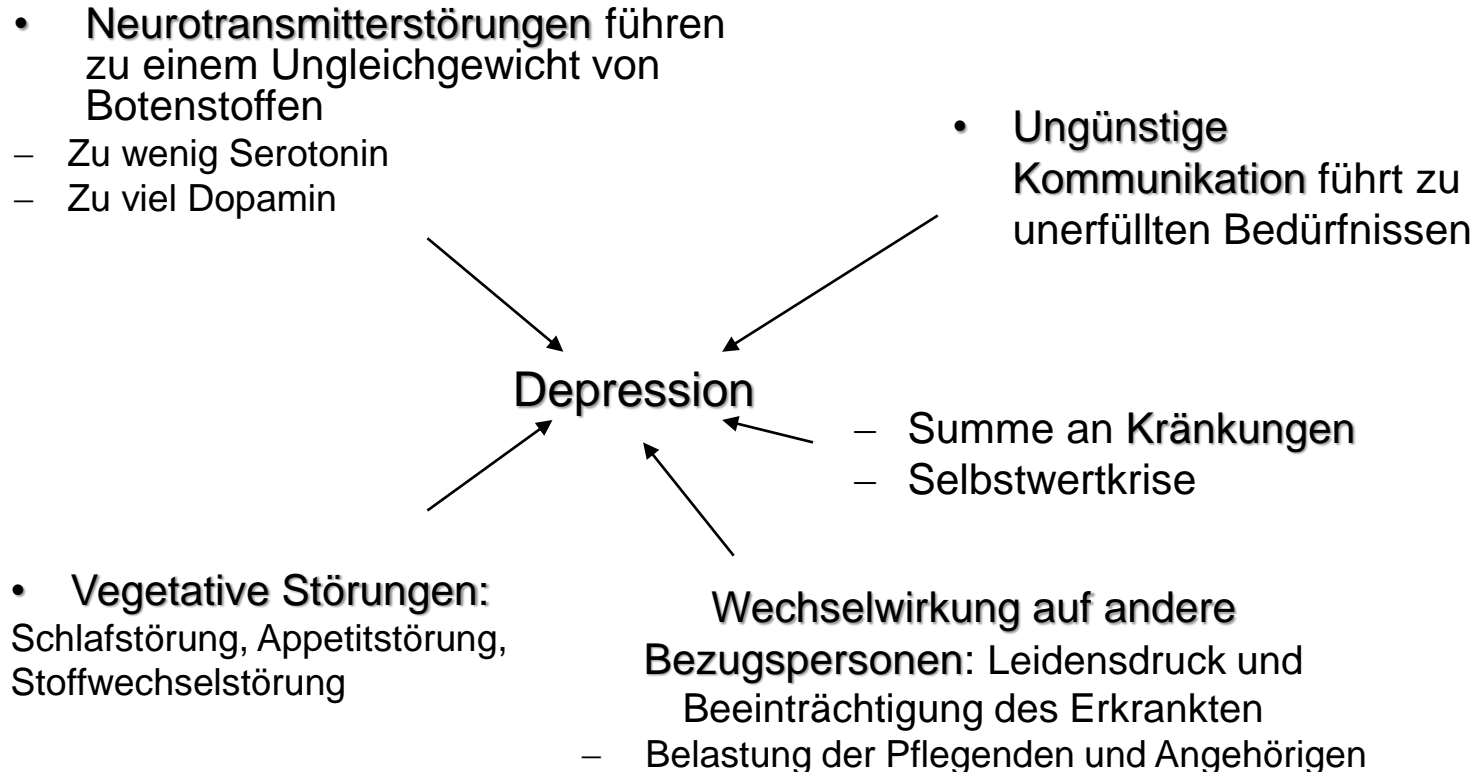 • Neurotransmitterstörungen führen
zu einem Ungleichgewicht von
Botenstoffen
– Zu wenig Serotonin
– Zu viel Dopamin
• Ungünstige
Kommunikation führt zu
unerfüllten Bedürfnissen
Depression
– Summe an Kränkungen
– Selbstwertkrise
• Vegetative Störungen:
Schlafstörung, Appetitstörung,
Stoffwechselstörung
Wechselwirkung auf andere
Bezugspersonen: Leidensdruck und
Beeinträchtigung des Erkrankten
– Belastung der Pflegenden und Angehörigen